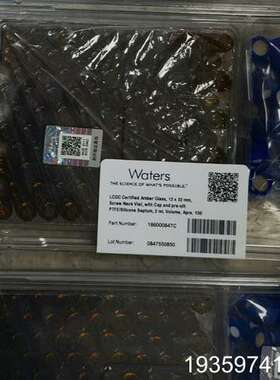 Waters
THE SCIENCE OF WHAT'S POSSIBLE.
LCGC Certified Amber Glass, 12 x 32 mm,
Screw Neck Vial, with Cap and pre-slit
PTFE/Silicone Septum, 2 mL Volume, 100
Part Number: 186000847C
Lot Number: 0847550850
19359741